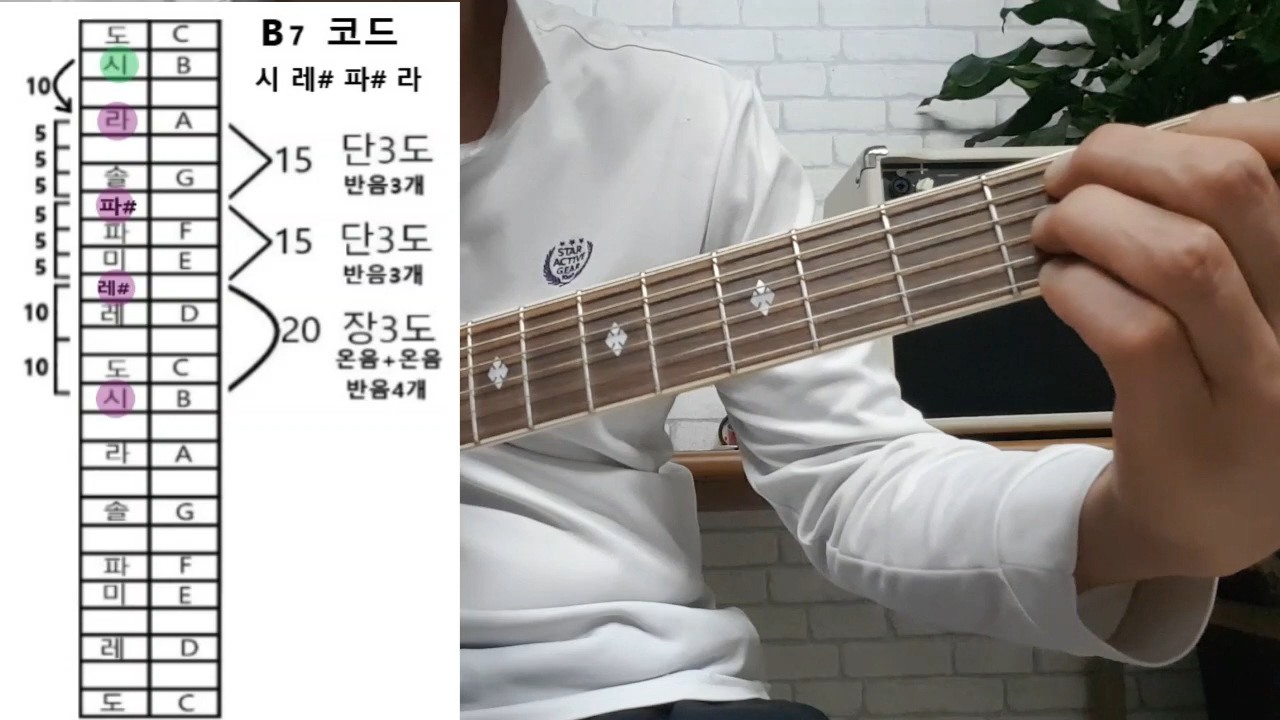 B7 코드
시 레# 파# 라
도 C
시 B
10
라 A
5
5
솔 G
5
15 단3도
반음3개
파#
5
파 F
5
미 E
5
15 단3도
반음3개
레#
레 D
10
도 C
10
시 B
20 장3도
온음+온음
반음4개
라 A
솔 G
파 F
미 E
레 D
도 C
STAR
ACTIVE
GEAR